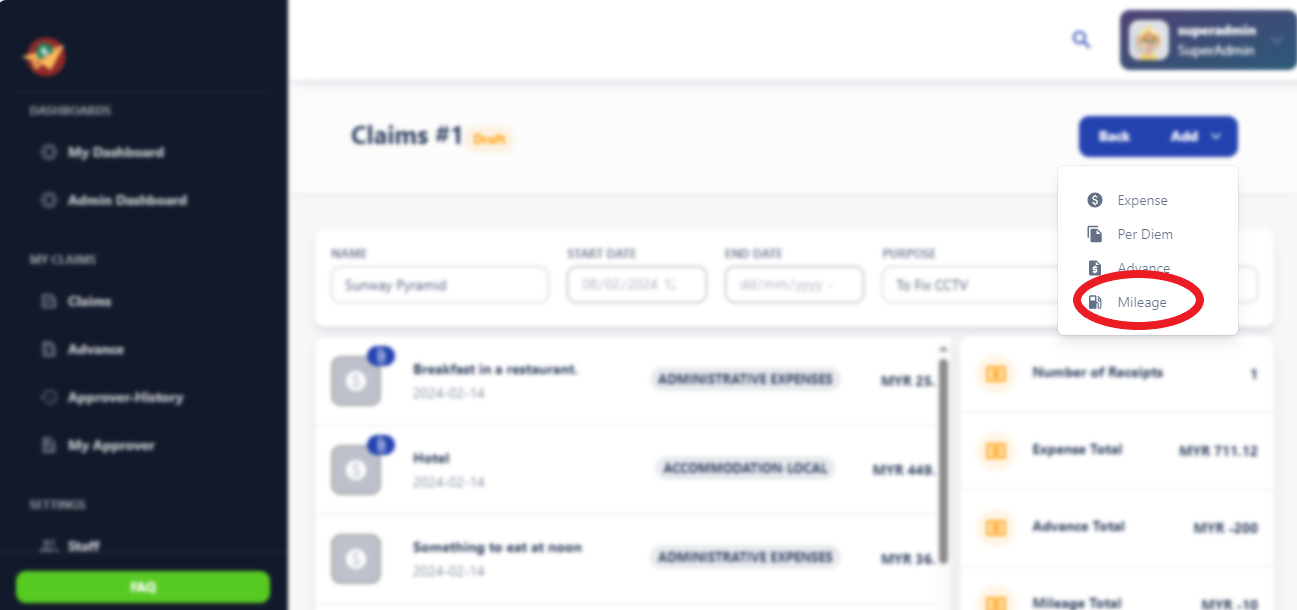 superadmin
SuperAdmin
DASHBOARDS
My Dashboard
Admin Dashboard
MY CLAIMS
Claims
Advance
Approver-History
My Approver
SETTINGS
Staff
FAQ
Claims #1 Draft
Back Add
Expense
Per Diem
Advance
Mileage
NAME START DATE END DATE PURPOSE
Sunway Pyramid 08/02/2024 12 dd/mm/yyyy - To Fix CCTV
Breakfast in a restaurant. ADMINISTRATIVE EXPENSES MYR 25.
2024-02-14
Hotel ACCOMMODATION-LOCAL MYR 449.
2024-02-14
Something to eat at noon ADMINISTRATIVE EXPENSES MYR 36.
2024-02-14
Number of Receipts 1
Expense Total MYR 711.12
Advance Total MYR -200
Mileage Total MYR -10